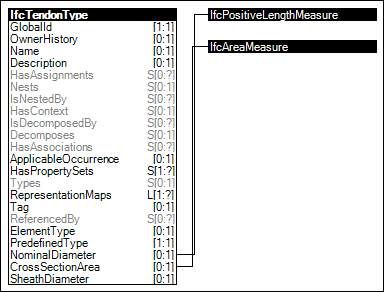 IfcTendonType
GlobalId [1:1]
OwnerHistory [0:1]
Name [0:1]
Description [0:1]
HasAssignments S[0:?]
Nests S[0:1]
IsNestedBy S[0:?]
HasContext S[0:1]
IsDecomposedBy S[0:?]
Decomposes S[0:1]
HasAssociations S[0:?]
ApplicableOccurrence [0:1]
HasPropertySets S[1:?]
Types S[0:1]
RepresentationMaps L[1:?]
Tag [0:1]
ReferencedBy S[0:?]
ElementType [0:1]
PredefinedType [1:1]
NominalDiameter [0:1]
CrossSectionArea [0:1]
SheathDiameter [0:1]
IfcPositiveLengthMeasure
IfcAreaMeasure